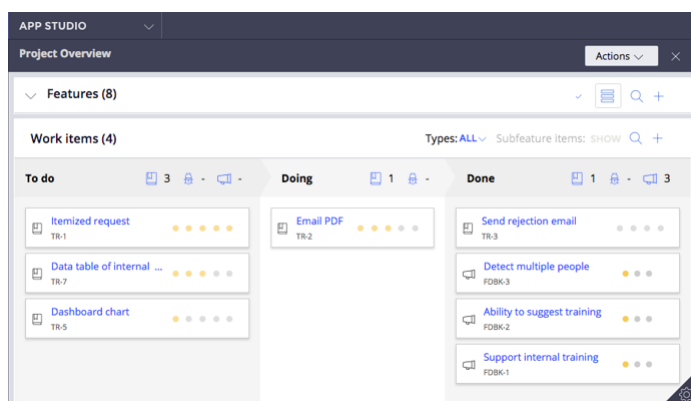 APP STUDIO
Project Overview
Actions
Features (8)
Work items (4)
Types: ALL Subfeature items: SHOW
To do 3 - -
Doing 1 -
Done 1 - 3
Itemized request
TR-1
Data table of internal ...
TR-7
Dashboard chart
TR-5
Email PDF
TR-2
Send rejection email
TR-3
Detect multiple people
FDBK-3
Ability to suggest training
FDBK-2
Support internal training
FDBK-1